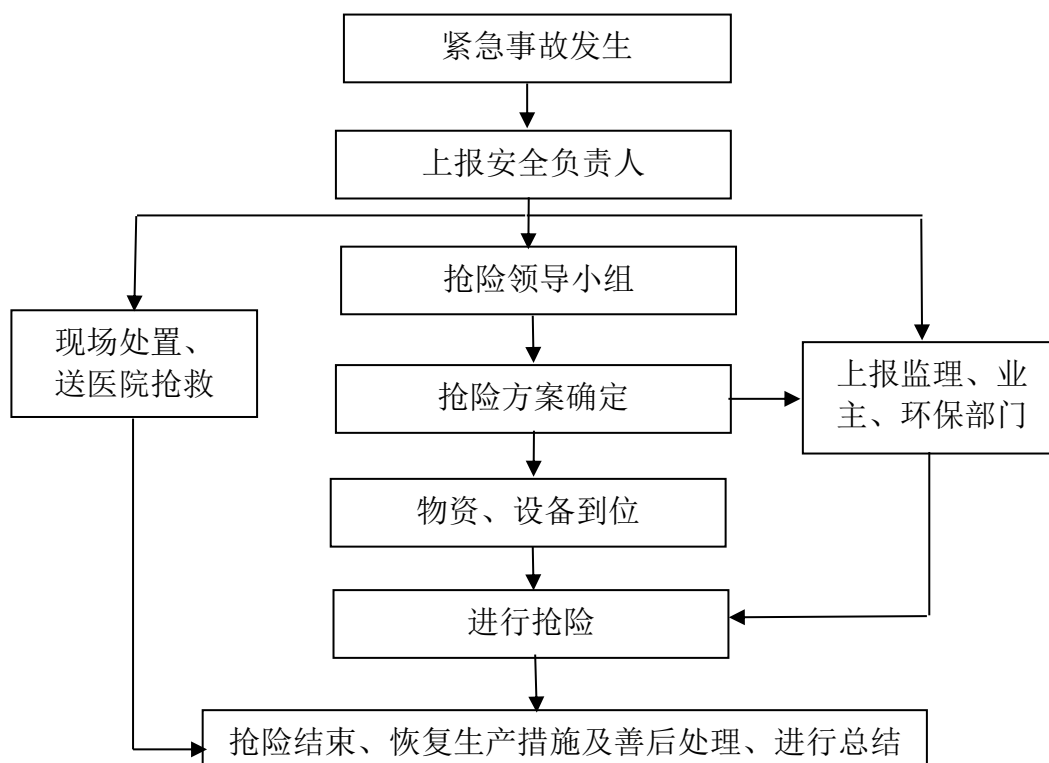 紧急事故发生
上报安全负责人
抢险领导小组
现场处置、
送医院抢救
抢险方案确定
上报监理、业
主、环保部门
物资、设备到位
进行抢险
抢险结束、恢复生产措施及善后处理、进行总结